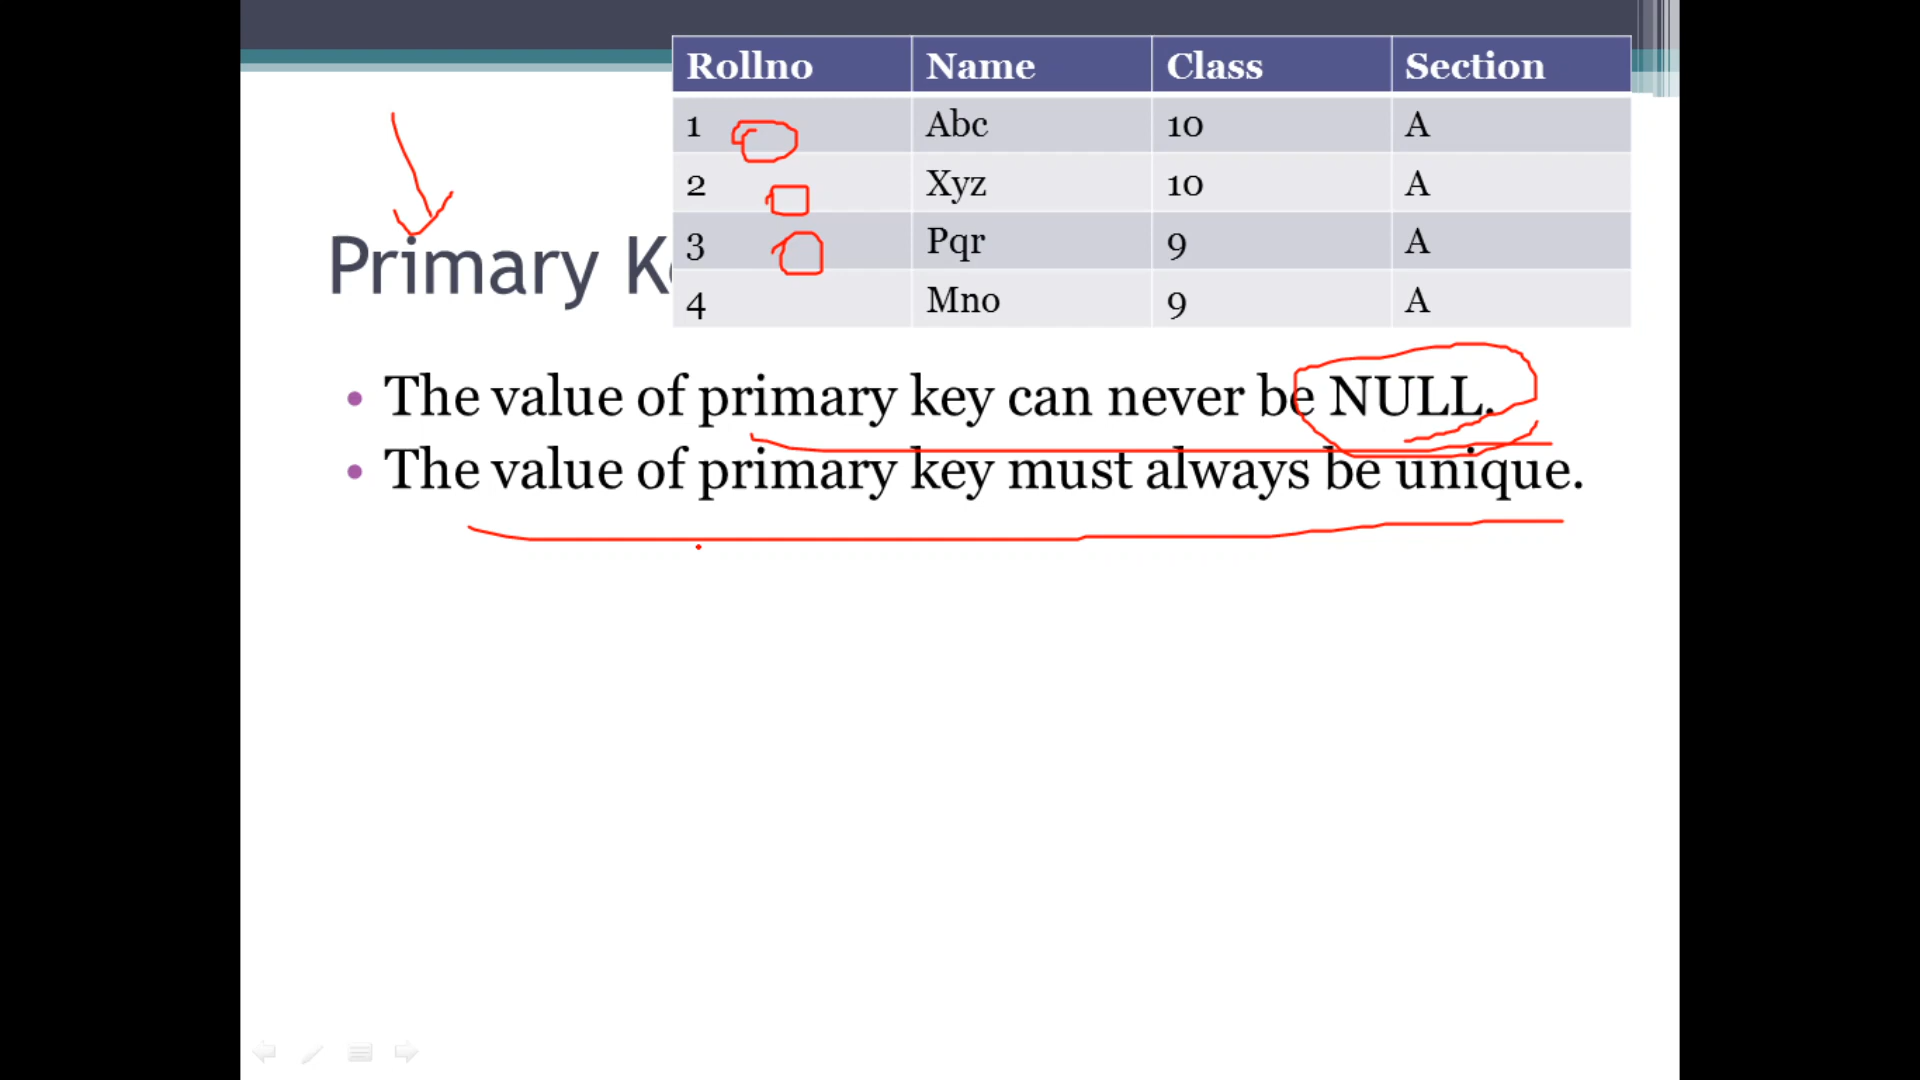 Rollno Name Class Section
1 Abc 10 A
2 Xyz 10 A
3 Pqr 9 A
4 Mno 9 A
Primary
• The value of primary key can never be NULL.
• The value of primary key must always be unique.